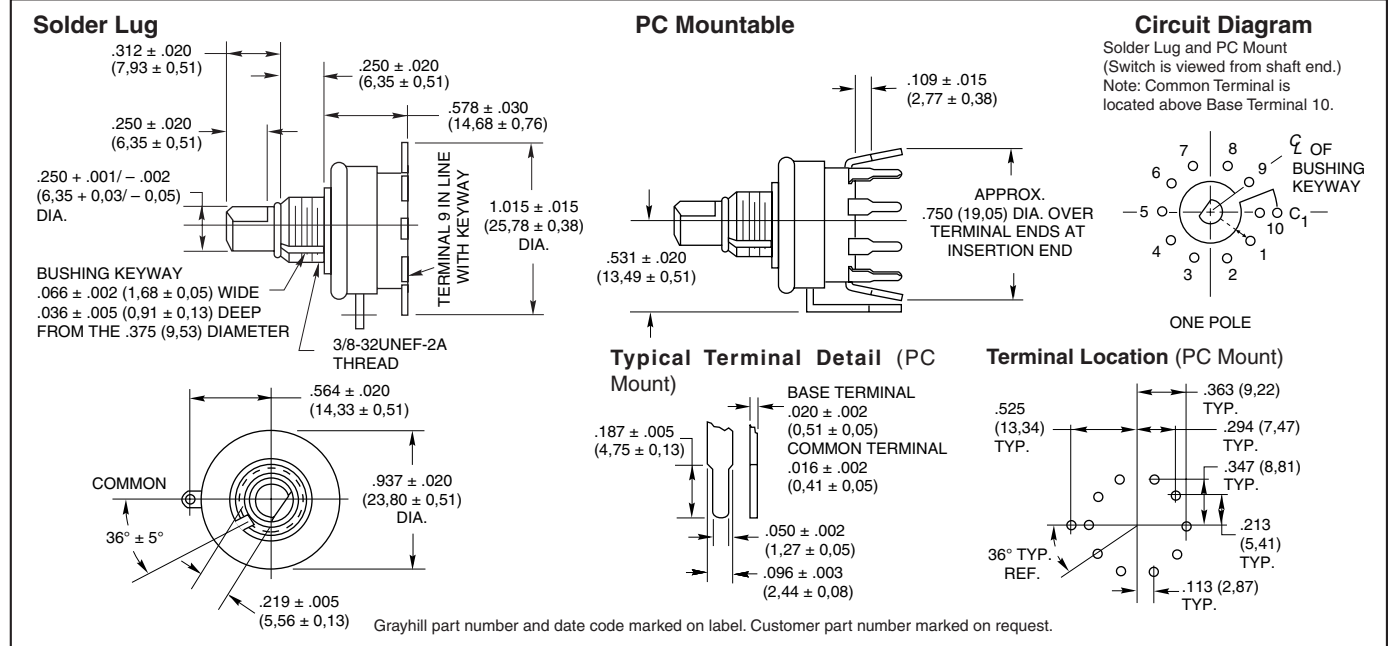 Solder Lug
.312 ± .020
(7,93 ± 0,51)
.250 ± .020
(6,35 ± 0,51)
.578 ± .030
(14,68 ± 0,76)
.250 ± .020
(6,35 ± 0,51)
.250 + .001/ – .002
(6,35 + 0,03/ – 0,05)
DIA.
1.015 ± .015
(25,78 ± 0,38)
DIA.
TERMINAL 9 IN LINE
WITH KEYWAY
BUSHING KEYWAY
.066 ± .002 (1,68 ± 0,05) WIDE
.036 ± .005 (0,91 ± 0,13) DEEP
FROM THE .375 (9,53) DIAMETER
3/8-32UNEF-2A
THREAD
.564 ± .020
(14,33 ± 0,51)
COMMON
.937 ± .020
(23,80 ± 0,51)
DIA.
36° ± 5°
.219 ± .005
(5,56 ± 0,13)
PC Mountable
.109 ± .015
(2,77 ± 0,38)
APPROX.
.750 (19,05) DIA. OVER
TERMINAL ENDS AT
INSERTION END
.531 ± .020
(13,49 ± 0,51)
Circuit Diagram
Solder Lug and PC Mount
(Switch is viewed from shaft end.)
Note: Common Terminal is
located above Base Terminal 10.
7 8
6 9
℄ OF
BUSHING
KEYWAY
5 10 C1
4 1
3 2
ONE POLE
Typical Terminal Detail (PC
Mount)
BASE TERMINAL
.020 ± .002
(0,51 ± 0,05)
COMMON TERMINAL
.016 ± .002
(0,41 ± 0,05)
.187 ± .005
(4,75 ± 0,13)
.050 ± .002
(1,27 ± 0,05)
.096 ± .003
(2,44 ± 0,08)
Terminal Location (PC Mount)
.363 (9,22)
TYP.
.525
(13,34)
TYP.
.294 (7,47)
TYP.
.347 (8,81)
TYP.
.213
(5,41)
TYP.
36° TYP.
REF.
.113 (2,87)
TYP.
Grayhill part number and date code marked on label. Customer part number marked on request.